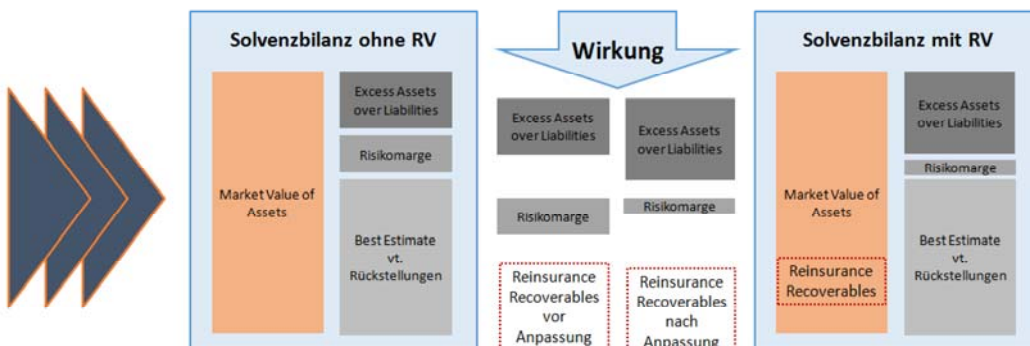 Solvenzbilanz ohne RV
Market Value of
Assets
Excess Assets
over Liabilities
Risikomarge
Best Estimate
vt.
Rückstellungen
Wirkung
Excess Assets
over Liabilities
Excess Assets
over Liabilities
Risikomarge
Risikomarge
Reinsurance
Recoverables
vor
Anpassung
Reinsurance
Recoverables
nach
Anpassung
Solvenzbilanz mit RV
Market Value of
Assets
Reinsurance
Recoverables
Excess Assets
over Liabilities
Risikomarge
Best Estimate
vt.
Rückstellungen